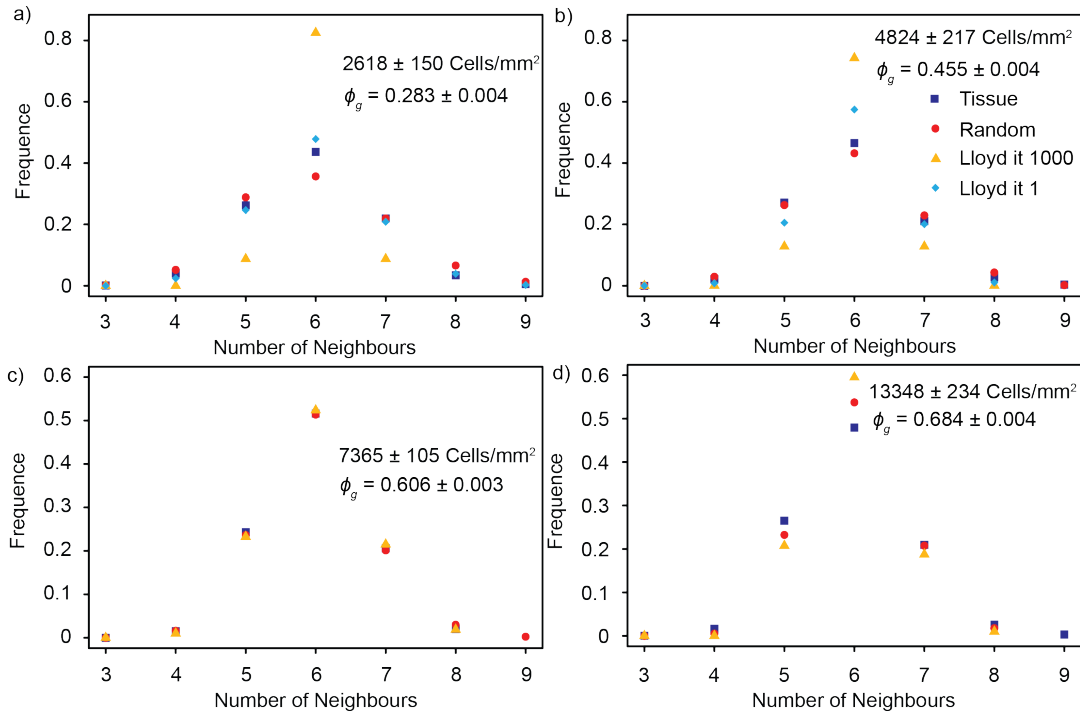 a)
Frequence
0.8
0.6
0.4
0.2
0
2618 ± 150 Cells/mm²
ϕg = 0.283 ± 0.004
3 4 5 6 7 8 9
Number of Neighbours
b)
Frequence
0.8
0.6
0.4
0.2
0
4824 ± 217 Cells/mm²
ϕg = 0.455 ± 0.004
Tissue
Random
Lloyd it 1000
Lloyd it 1
3 4 5 6 7 8 9
Number of Neighbours
c)
Frequence
0.6
0.5
0.4
0.3
0.2
0.1
0
7365 ± 105 Cells/mm²
ϕg = 0.606 ± 0.003
3 4 5 6 7 8 9
Number of Neighbours
d)
Frequence
0.6
0.5
0.4
0.3
0.2
0.1
0
13348 ± 234 Cells/mm²
ϕg = 0.684 ± 0.004
3 4 5 6 7 8 9
Number of Neighbours